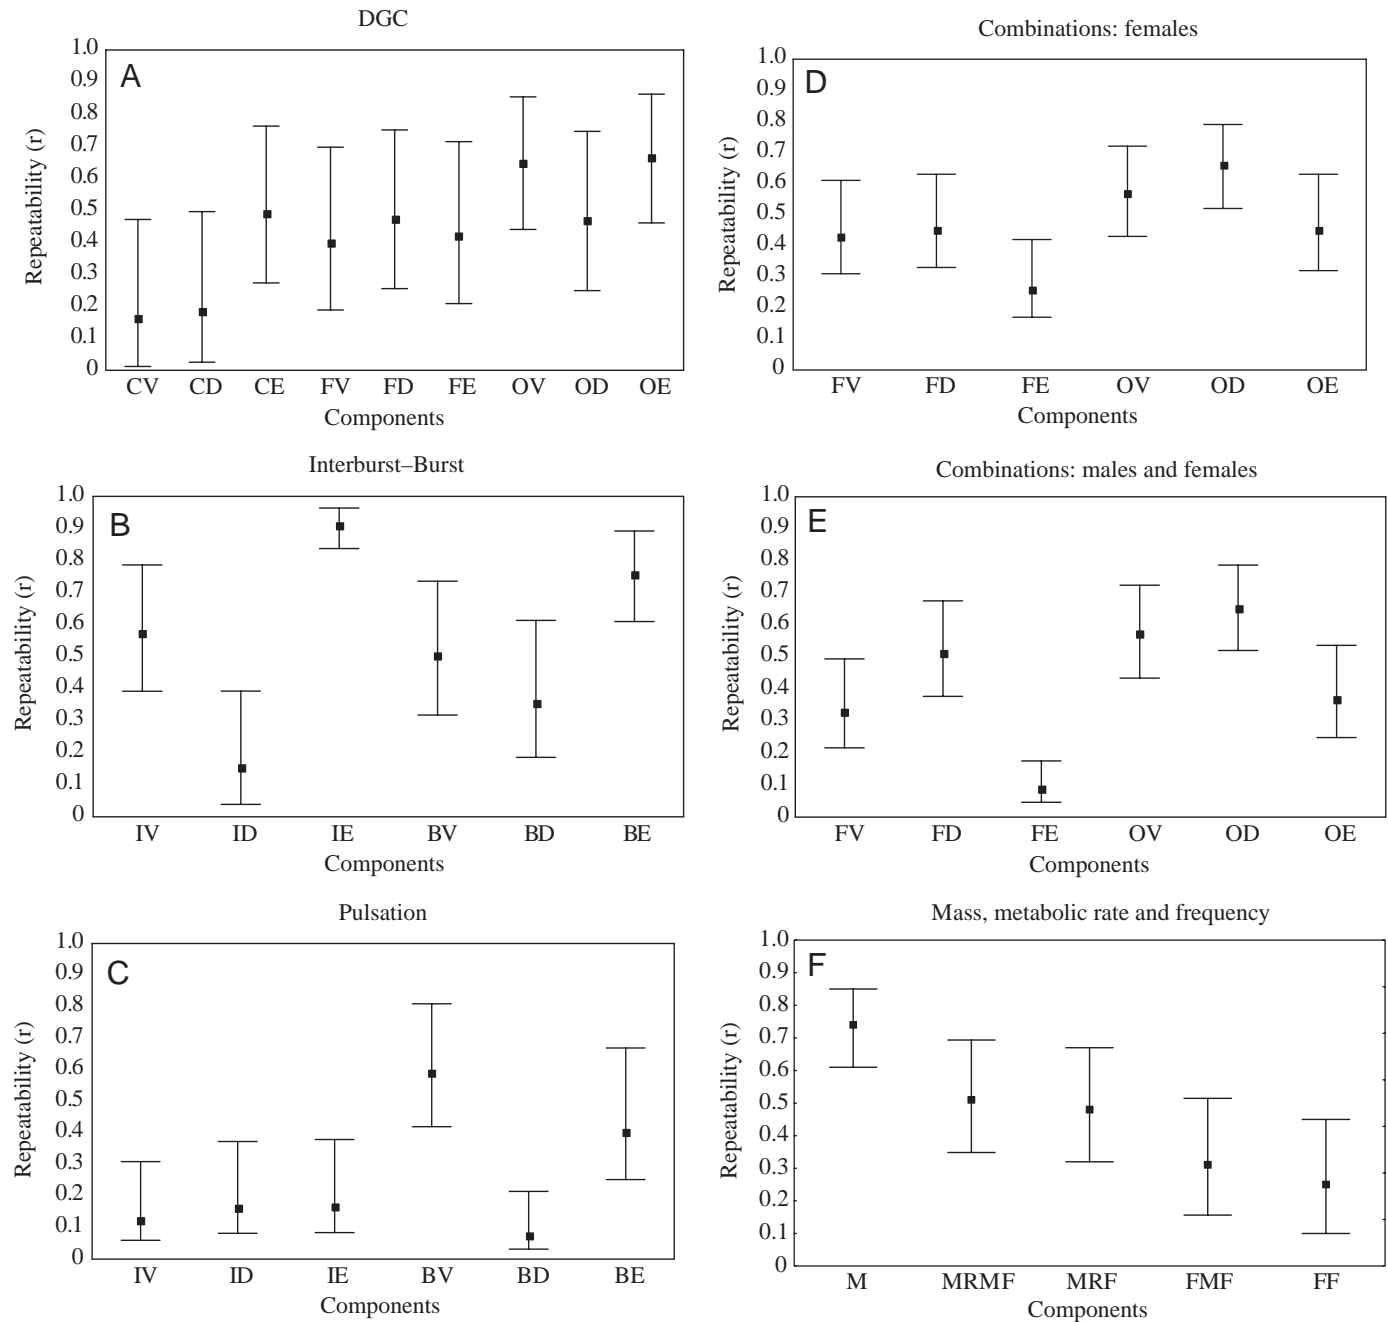 DGC
A
Repeatability (r)
1.0
0.9
0.8
0.7
0.6
0.5
0.4
0.3
0.2
0.1
0
CV CD CE FV FD FE OV OD OE
Components
Interburst–Burst
B
Repeatability (r)
1.0
0.9
0.8
0.7
0.6
0.5
0.4
0.3
0.2
0.1
0
IV ID IE BV BD BE
Components
Pulsation
C
Repeatability (r)
1.0
0.9
0.8
0.7
0.6
0.5
0.4
0.3
0.2
0.1
0
IV ID IE BV BD BE
Components
Combinations: females
D
Repeatability (r)
1.0
0.9
0.8
0.7
0.6
0.5
0.4
0.3
0.2
0.1
0
FV FD FE OV OD OE
Components
Combinations: males and females
E
Repeatability (r)
1.0
0.9
0.8
0.7
0.6
0.5
0.4
0.3
0.2
0.1
0
FV FD FE OV OD OE
Components
Mass, metabolic rate and frequency
F
Repeatability (r)
1.0
0.9
0.8
0.7
0.6
0.5
0.4
0.3
0.2
0.1
0
M MRMF MRF FMF FF
Components